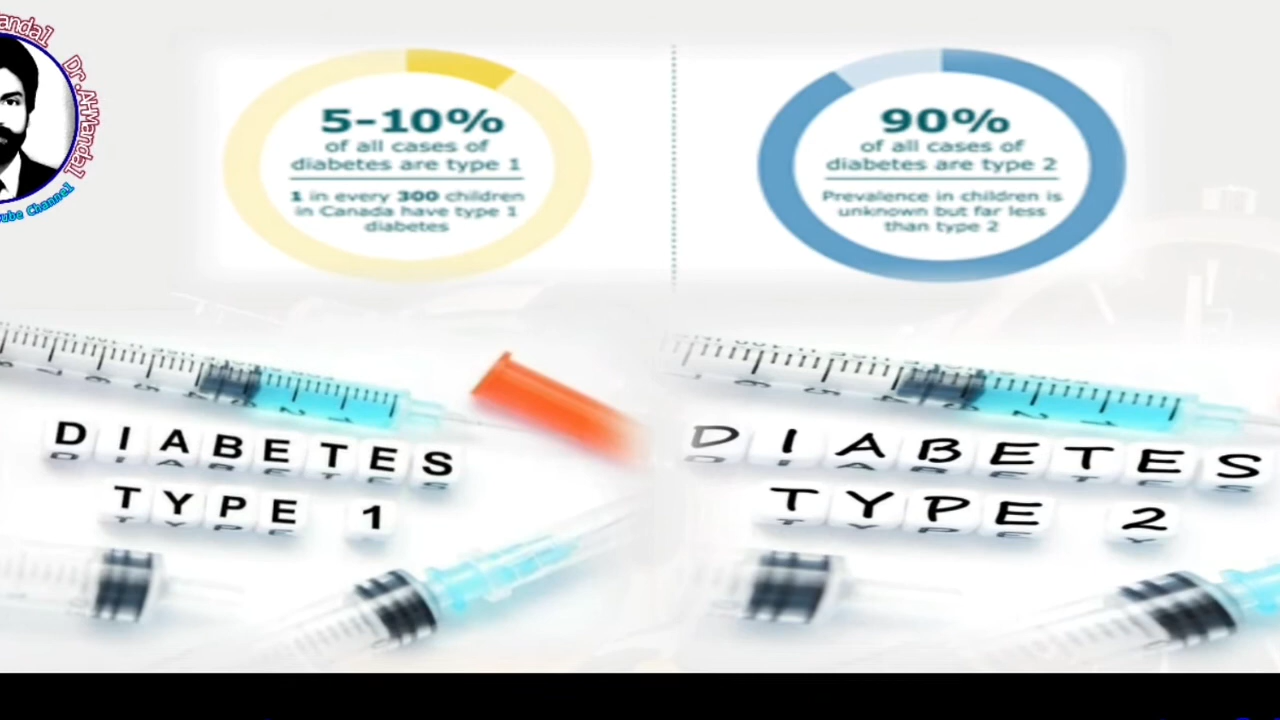 Dr.AHMandal
5-10%
of all cases of
diabetes are type 1
1 in every 300 children
in Canada have type 1
diabetes
90%
of all cases of
diabetes are type 2
Prevalence in children is
unknown but far less
than type 2
DIABETES
TYPE 1
DIABETES
TYPE 2